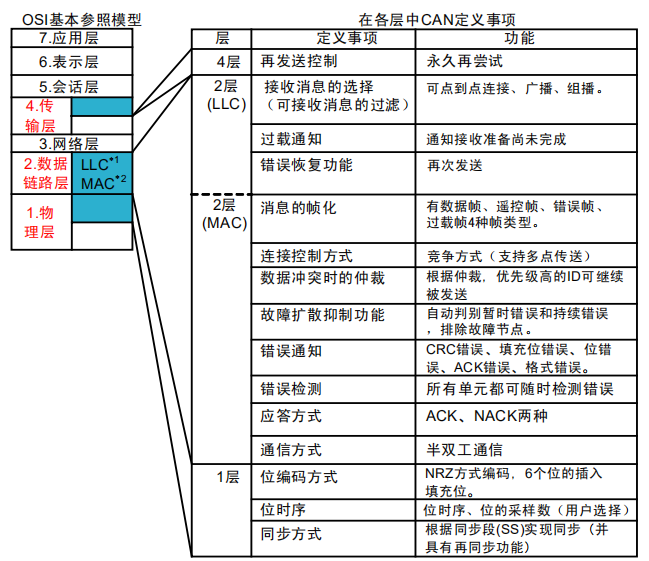 OSI基本参照模型
7.应用层
6.表示层
5.会话层
4.传
输层
3.网络层
2.数据
链路层
LLC*1
MAC*2
1.物
理层
在各层中CAN定义事项
层 定义事项 功能
4层 再发送控制 永久再尝试
2层
(LLC)
接收消息的选择
（可接收消息的过滤）
可点到点连接、广播、组播。
过载通知 通知接收准备尚未完成
错误恢复功能 再次发送
2层
(MAC)
消息的帧化
有数据帧、遥控帧、错误帧、
过载帧4种帧类型。
连接控制方式 竞争方式（支持多点传送）
数据冲突时的仲裁
根据仲裁，优先级高的ID可继续
被发送
故障扩散抑制功能
自动判别暂时错误和持续错误
，排除故障节点。
错误通知
CRC错误、填充位错误、位错
误、ACK错误、格式错误。
错误检测 所有单元都可随时检测错误
应答方式 ACK、NACK两种
通信方式 半双工通信
1层 位编码方式
NRZ方式编码，6个位的插入
填充位。
位时序 位时序、位的采样数（用户选择）
同步方式
根据同步段(SS)实现同步（并
具有再同步功能）